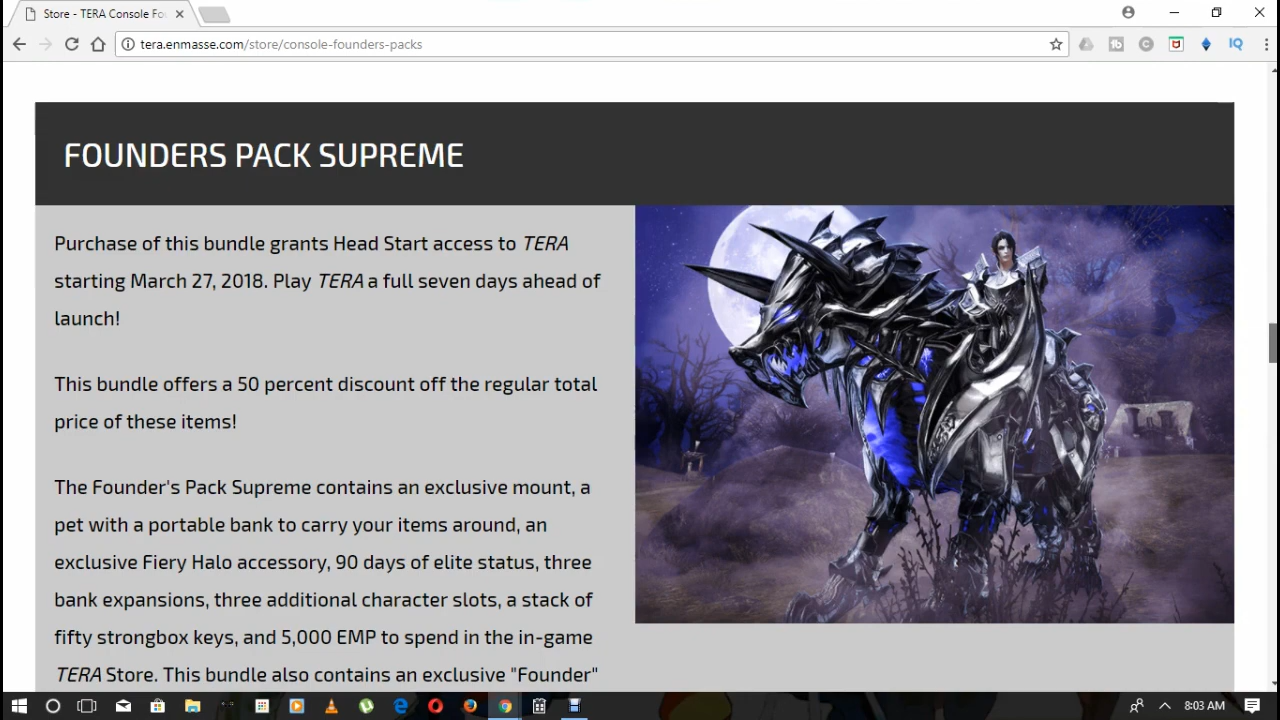 Store - TERA Console Fo
tera.enmasse.com/store/console-founders-packs
FOUNDERS PACK SUPREME
Purchase of this bundle grants Head Start access to TERA
starting March 27, 2018. Play TERA a full seven days ahead of
launch!
This bundle offers a 50 percent discount off the regular total
price of these items!
The Founder's Pack Supreme contains an exclusive mount, a
pet with a portable bank to carry your items around, an
exclusive Fiery Halo accessory, 90 days of elite status, three
bank expansions, three additional character slots, a stack of
fifty strongbox keys, and 5,000 EMP to spend in the in-game
TERA Store. This bundle also contains an exclusive "Founder"
8:03 AM